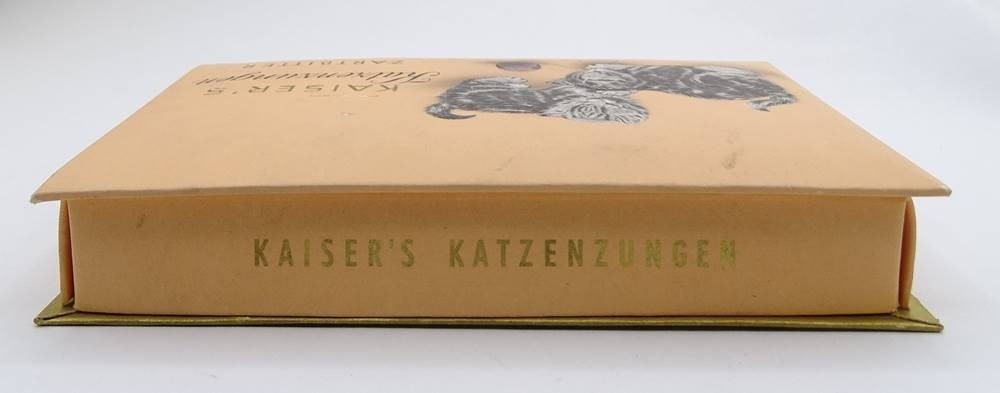 KAISER'S
Katzenzungen
ZARTBITTER
KAISER'S KATZENZUNGEN